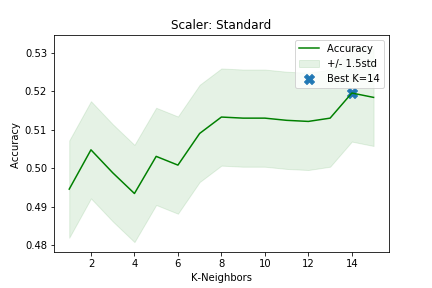 Scaler: Standard
Accuracy
+/- 1.5std
Best K=14
0.53
0.52
0.51
0.50
0.49
0.48
Accuracy
2 4 6 8 10 12 14
K-Neighbors